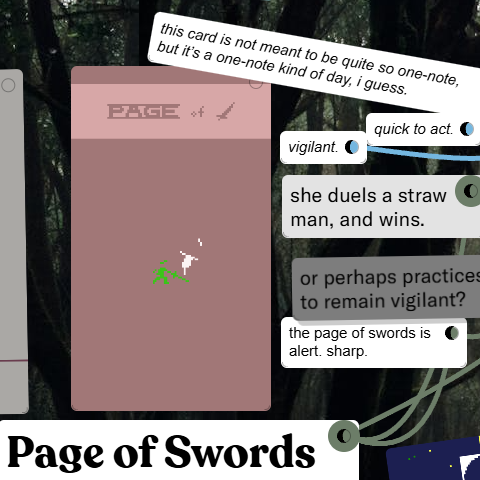 this card is not meant to be quite so one-note,
but it's a one-note kind of day, i guess.
PAGE of
quick to act.
vigilant.
she duels a straw
man, and wins.
or perhaps practices
to remain vigilant?
the page of swords is
alert. sharp.
Page of Swords